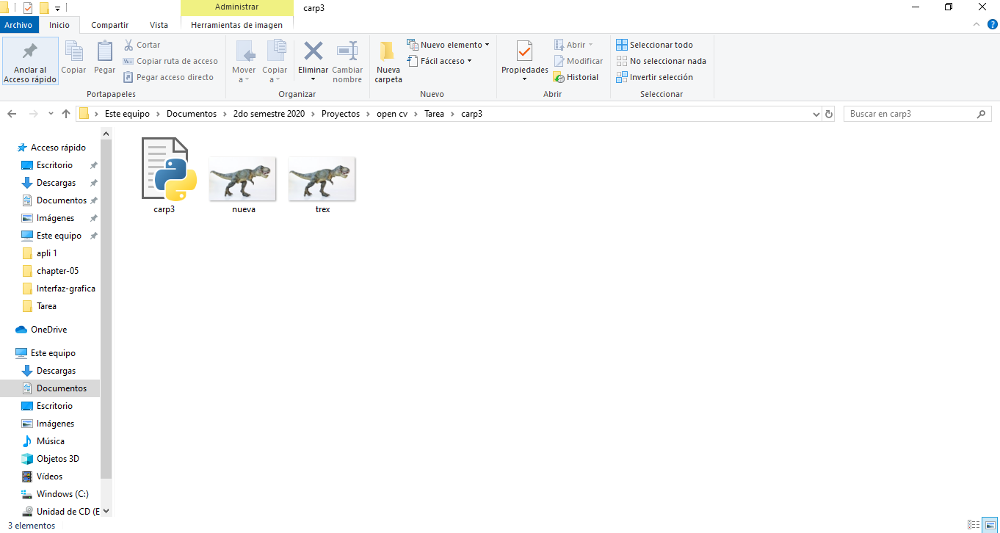 Administrar
carp3
Archivo
Inicio
Compartir
Vista
Herramientas de imagen
Anclar al
Acceso rápido
Copiar
Pegar
Cortar
Copiar ruta de acceso
Pegar acceso directo
Portapapeles
Mover
a
Copiar
a
Eliminar
Cambiar
nombre
Organizar
Nueva
carpeta
Nuevo elemento
Fácil acceso
Nuevo
Propiedades
Abrir
Modificar
Historial
Abrir
Seleccionar todo
No seleccionar nada
Invertir selección
Seleccionar
Este equipo > Documentos > 2do semestre 2020 > Proyectos > open cv > Tarea > carp3
Buscar en carp3
Acceso rápido
Escritorio
Descargas
Documentos
Imágenes
Este equipo
apli 1
chapter-05
Interfaz-grafica
Tarea
OneDrive
Este equipo
Descargas
Documentos
Escritorio
Imágenes
Música
Objetos 3D
Vídeos
Windows (C:)
Unidad de CD (E
carp3
nueva
trex
3 elementos